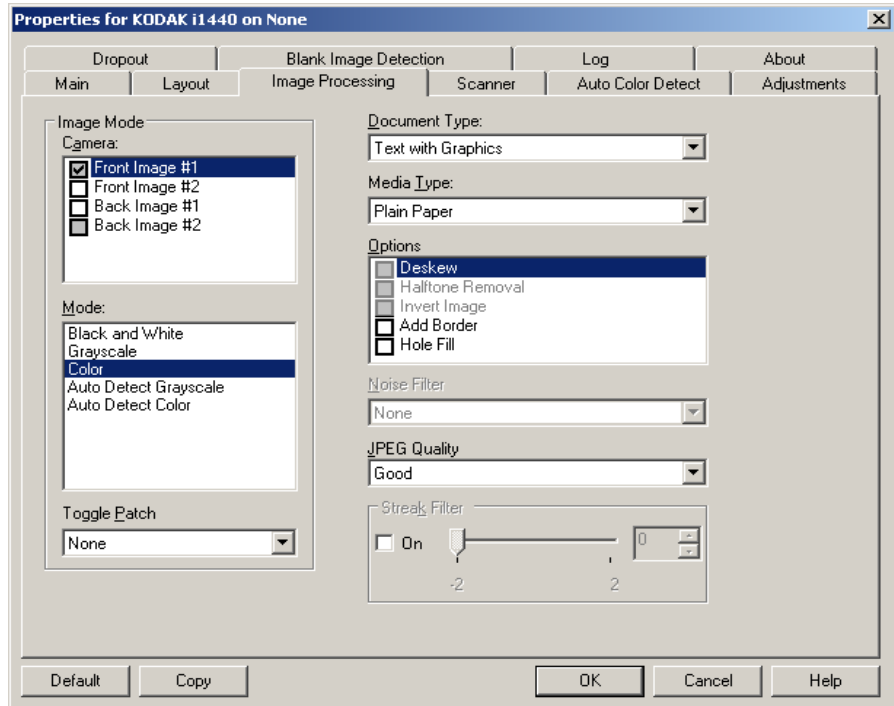 Properties for KODAK i1440 on None
Dropout
Blank Image Detection
Log
About
Main
Layout
Image Processing
Scanner
Auto Color Detect
Adjustments
Image Mode
Camera:
Front Image #1
Front Image #2
Back Image #1
Back Image #2
Mode:
Black and White
Grayscale
Color
Auto Detect Grayscale
Auto Detect Color
Toggle Patch
None
Document Type:
Text with Graphics
Media Type:
Plain Paper
Options
Deskew
Halftone Removal
Invert Image
Add Border
Hole Fill
Noise Filter
None
JPEG Quality
Good
Streak Filter
On
0
-2
2
Default
Copy
OK
Cancel
Help